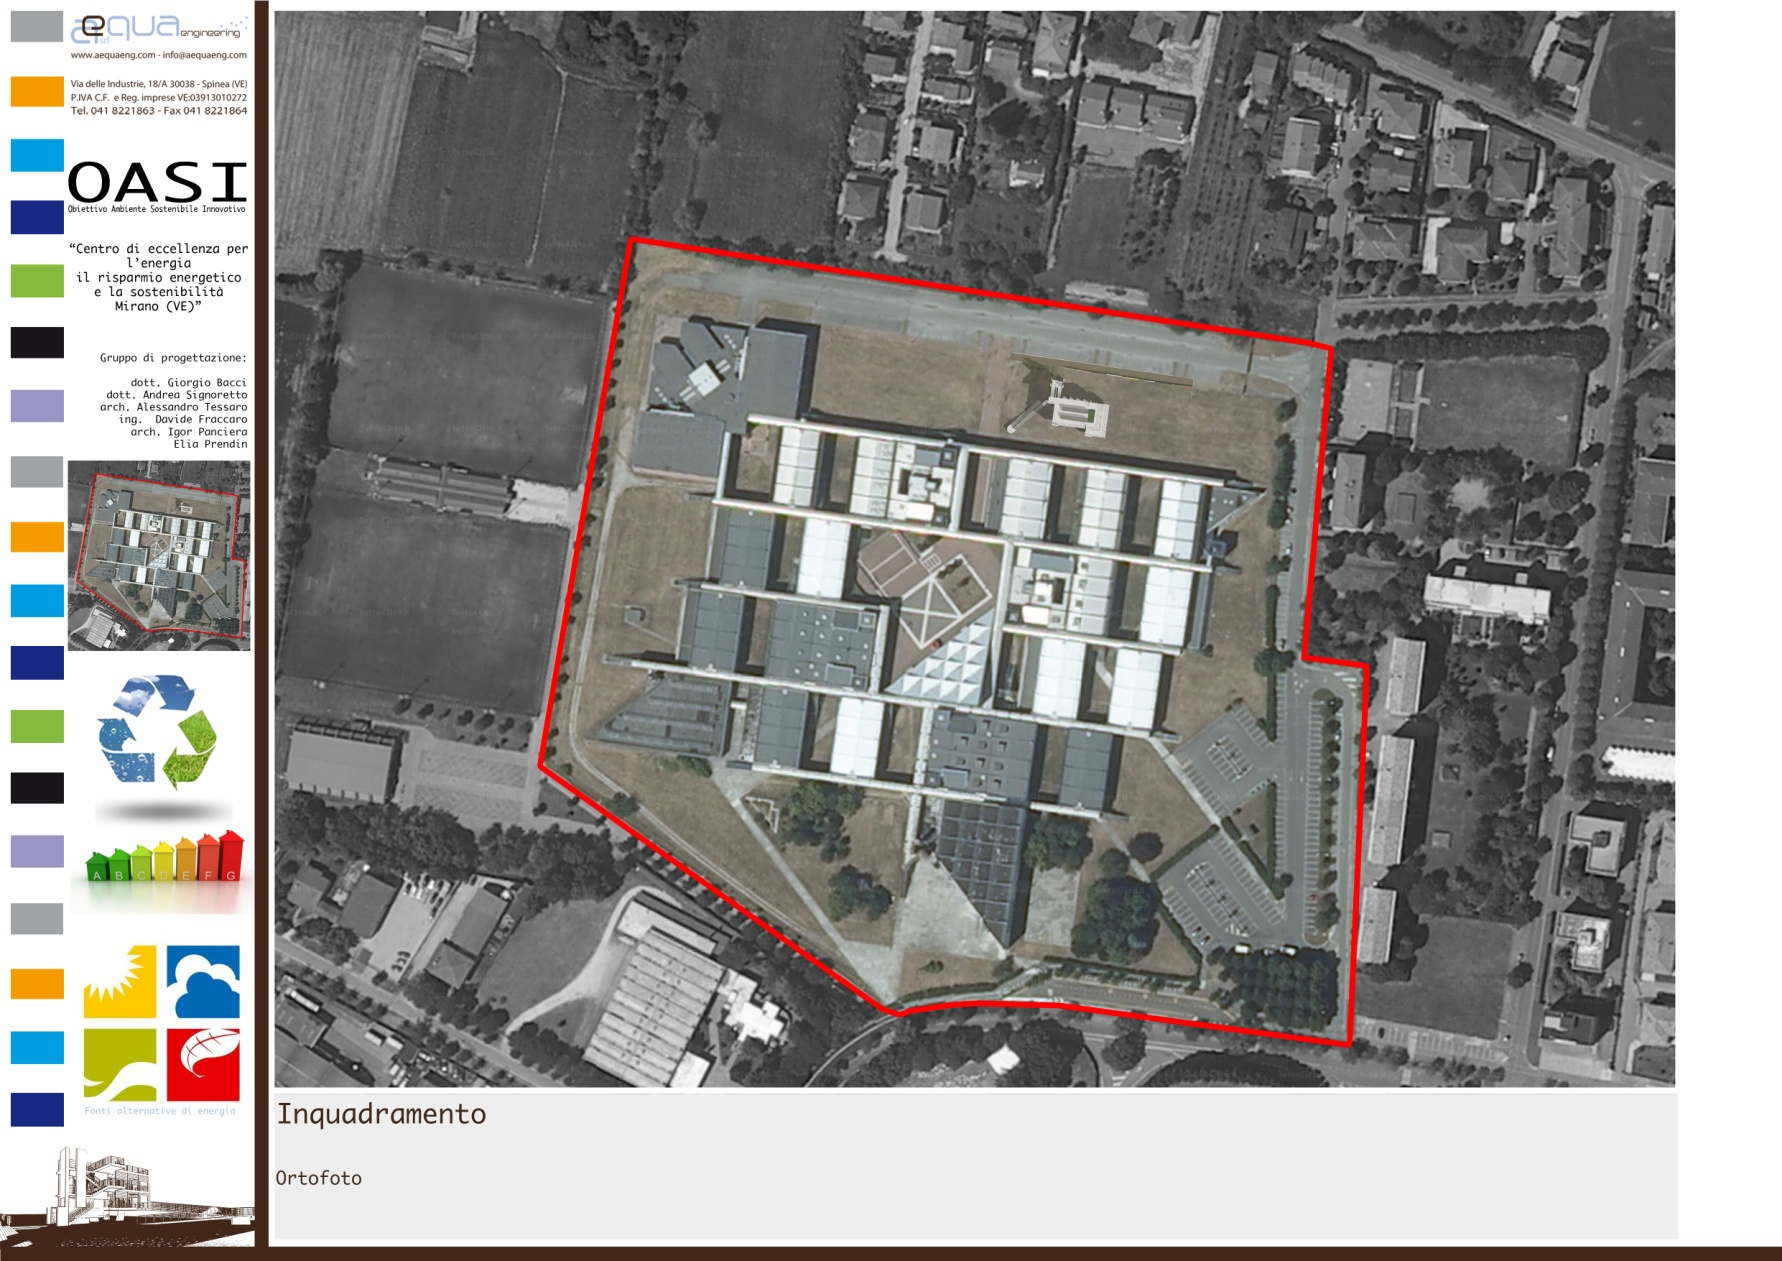 aequa engineering
srl
www.aequaeng.com - info@aequaeng.com
Via delle Industrie, 18/A 30038 - Spinea (VE)
P.IVA C.F. e Reg. imprese VE:03913010272
Tel. 041 8221863 - Fax 041 8221864
OASI
Obiettivo Ambiente Sostenibile Innovativo
“Centro di eccellenza per
l’energia
il risparmio energetico
e la sostenibilità
Mirano (VE)”
Gruppo di progettazione:
dott. Giorgio Bacci
dott. Andrea Signoretto
arch. Alessandro Tessaro
ing. Davide Fraccaro
arch. Igor Panciera
Elia Prendin
A B C D E F G
Fonti alternative di energia
Inquadramento
Ortofoto